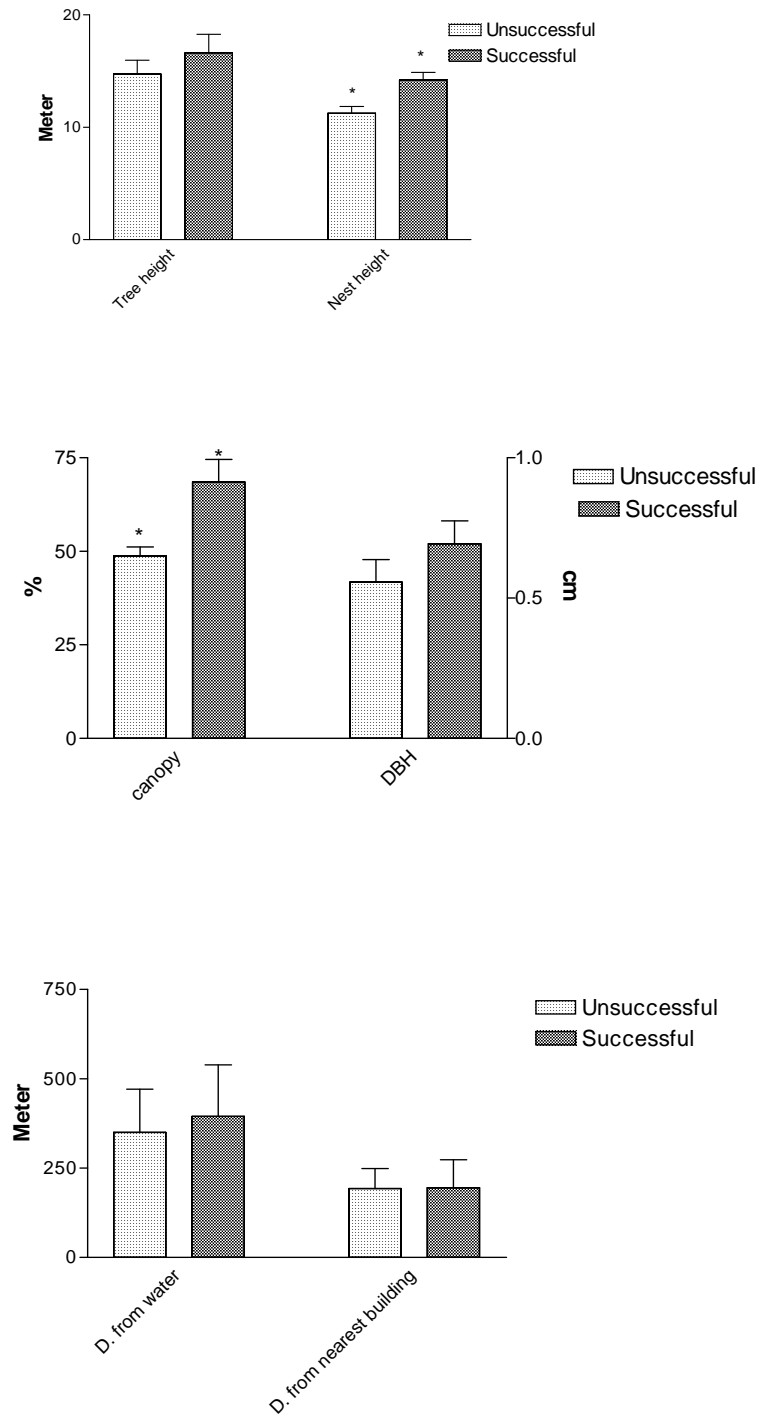 20
10
0
Meter
Unsuccessful
Successful
*
*
Tree height
Nest height
75
50
25
0
%
1.0
0.5
0.0
cm
Unsuccessful
Successful
*
*
canopy
DBH
750
500
250
0
Meter
Unsuccessful
Successful
D. from water
D. from nearest building